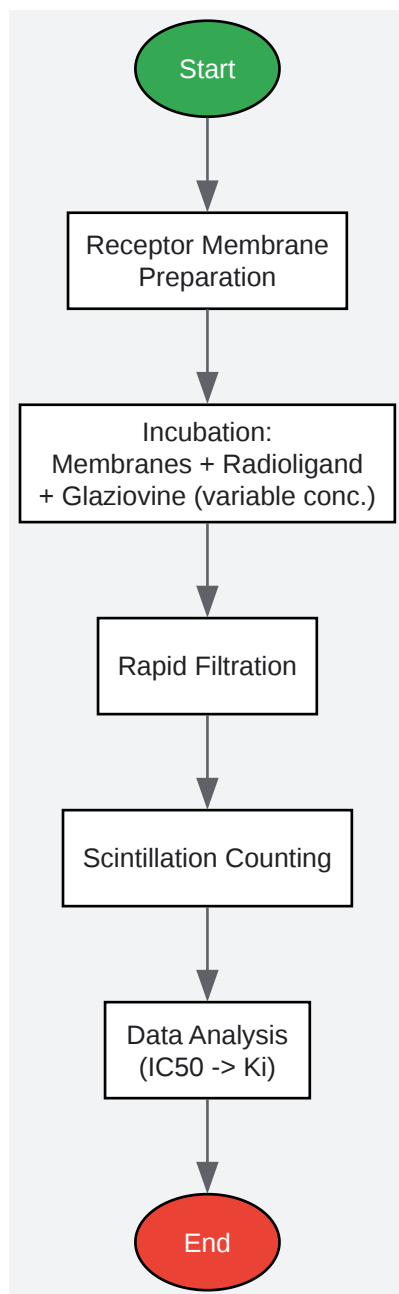 Start
Receptor Membrane
Preparation
Incubation:
Membranes + Radioligand
+ Glaziovine (variable conc.)
Rapid Filtration
Scintillation Counting
Data Analysis
(IC50 -> Ki)
End